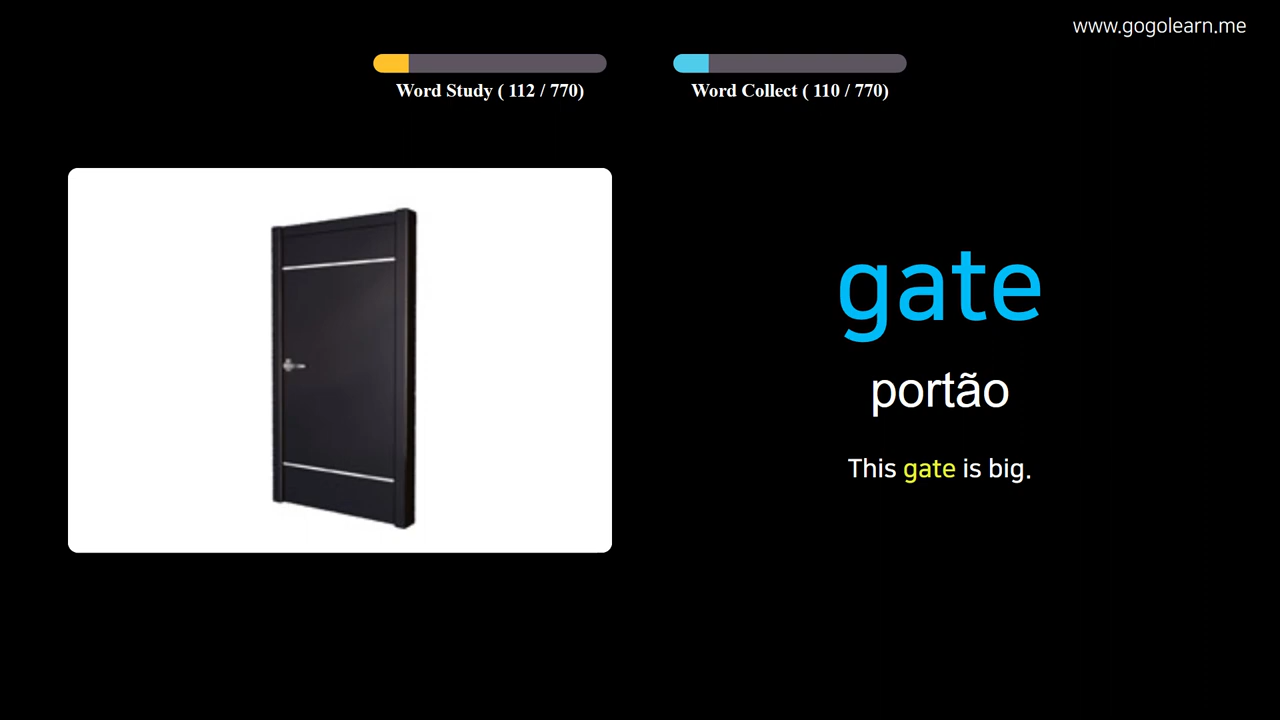 www.gogolearn.me
Word Study ( 112 / 770)
Word Collect ( 110 / 770)
gate
portão
This gate is big.